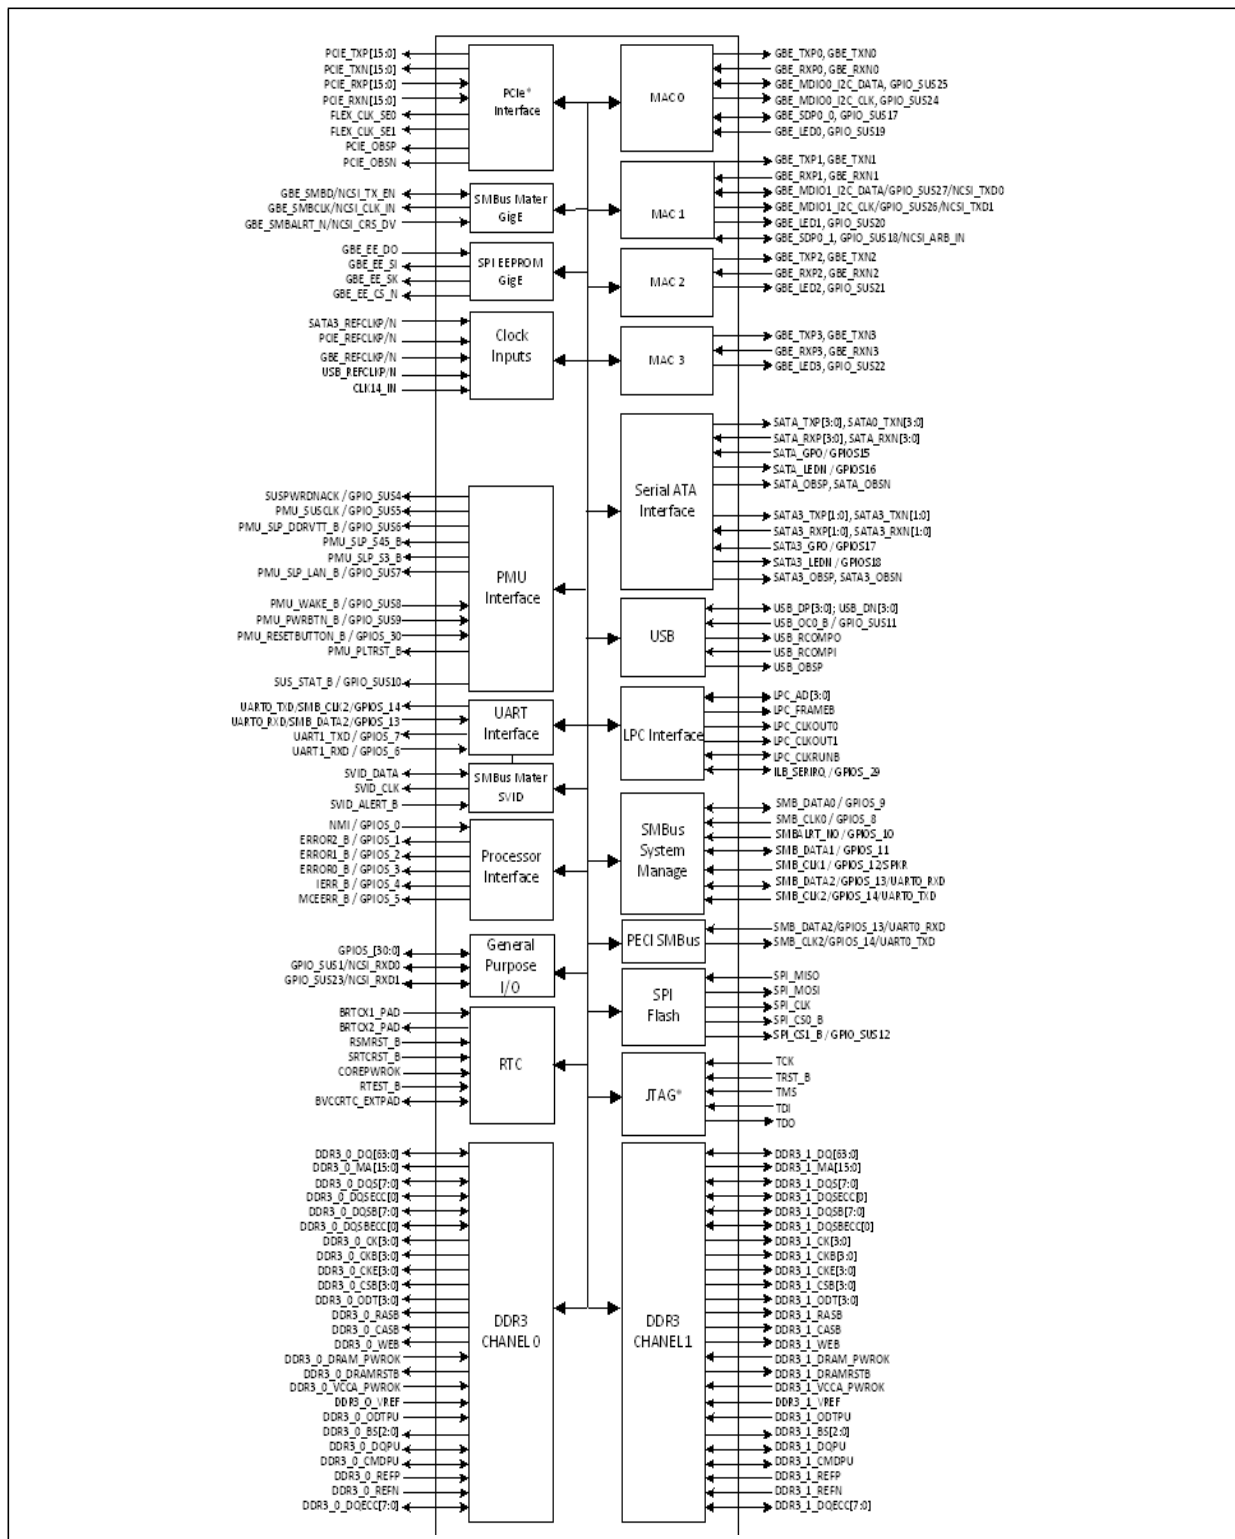 PCIE_TXP[15:0]
PCIE_TXN[15:0]
PCIE_RXP[15:0]
PCIE_RXN[15:0]
FLEX_CLK_SE0
FLEX_CLK_SE1
PCIE_OBSP
PCIE_OBSN
PCIe*
Interface
GBE_SMBD/NCSI_TX_EN
GBE_SMBCLK/NCSI_CLK_IN
GBE_SMBALRT_N/NCSI_CRS_DV
SMBus Mater
GigE
GBE_EE_DO
GBE_EE_SI
GBE_EE_SK
GBE_EE_CS_N
SPI EEPROM
GigE
SATA3_REFCLKP/N
PCIE_REFCLKP/N
GBE_REFCLKP/N
USB_REFCLKP/N
CLK14_IN
Clock
Inputs
SUSPWRDNACK / GPIO_SUS4
PMU_SUSCLK / GPIO_SUS5
PMU_SLP_DDRVTT_B / GPIO_SUS6
PMU_SLP_S45_B
PMU_SLP_S3_B
PMU_SLP_LAN_B / GPIO_SUS7
PMU_WAKE_B / GPIO_SUS8
PMU_PWRBTN_B / GPIO_SUS9
PMU_RESETBUTTON_B / GPIOS_30
PMU_PLTRST_B
SUS_STAT_B / GPIO_SUS10
PMU
Interface
UART0_TXD/SMB_CLK2/GPIOS_14
UART0_RXD/SMB_DATA2/GPIOS_13
UART1_TXD / GPIOS_7
UART1_RXD / GPIOS_6
UART
Interface
SVID_DATA
SVID_CLK
SVID_ALERT_B
SMBus Mater
SVID
NMI / GPIOS_0
ERROR2_B / GPIOS_1
ERROR1_B / GPIOS_2
ERROR0_B / GPIOS_3
IERR_B / GPIOS_4
MCEERR_B / GPIOS_5
Processor
Interface
GPIOS_[30:0]
GPIO_SUS1/NCSI_RXD0
GPIO_SUS23/NCSI_RXD1
General
Purpose
I/O
BRTCX1_PAD
BRTCX2_PAD
RSMRST_B
SRTCRST_B
COREPWROK
RTEST_B
BVCCRTC_EXTPAD
RTC
DDR3_0_DQ[63:0]
DDR3_0_MA[15:0]
DDR3_0_DQS[7:0]
DDR3_0_DQSECC[0]
DDR3_0_DQSB[7:0]
DDR3_0_DQSBECC[0]
DDR3_0_CK[3:0]
DDR3_0_CKB[3:0]
DDR3_0_CKE[3:0]
DDR3_0_CSB[3:0]
DDR3_0_ODT[3:0]
DDR3_0_RASB
DDR3_0_CASB
DDR3_0_WEB
DDR3_0_DRAM_PWROK
DDR3_0_DRAMRSTB
DDR3_0_VCCA_PWROK
DDR3_0_VREF
DDR3_0_ODTPU
DDR3_0_BS[2:0]
DDR3_0_DQPU
DDR3_0_CMDPU
DDR3_0_REFP
DDR3_0_REFN
DDR3_0_DQECC[7:0]
DDR3
CHANEL 0
MAC 0
GBE_TXP0, GBE_TXN0
GBE_RXP0, GBE_RXN0
GBE_MDIO0_I2C_DATA, GPIO_SUS25
GBE_MDIO0_I2C_CLK, GPIO_SUS24
GBE_SDP0_0, GPIO_SUS17
GBE_LED0, GPIO_SUS19
MAC 1
GBE_TXP1, GBE_TXN1
GBE_RXP1, GBE_RXN1
GBE_MDIO1_I2C_DATA/GPIO_SUS27/NCSI_TXD0
GBE_MDIO1_I2C_CLK/GPIO_SUS26/NCSI_TXD1
GBE_LED1, GPIO_SUS20
GBE_SDP0_1, GPIO_SUS18/NCSI_ARB_IN
MAC 2
GBE_TXP2, GBE_TXN2
GBE_RXP2, GBE_RXN2
GBE_LED2, GPIO_SUS21
MAC 3
GBE_TXP3, GBE_TXN3
GBE_RXP3, GBE_RXN3
GBE_LED3, GPIO_SUS22
Serial ATA
Interface
SATA_TXP[3:0], SATA0_TXN[3:0]
SATA_RXP[3:0], SATA_RXN[3:0]
SATA_GP0 / GPIOS15
SATA_LEDN / GPIOS16
SATA_OBSP, SATA_OBSN
SATA3_TXP[1:0], SATA3_TXN[1:0]
SATA3_RXP[1:0], SATA3_RXN[1:0]
SATA3_GP0 / GPIOS17
SATA3_LEDN / GPIOS18
SATA3_OBSP, SATA3_OBSN
USB
USB_DP[3:0]; USB_DN[3:0]
USB_OC0_B / GPIO_SUS11
USB_RCOMPO
USB_RCOMPI
USB_OBSP
LPC Interface
LPC_AD[3:0]
LPC_FRAMEB
LPC_CLKOUT0
LPC_CLKOUT1
LPC_CLKRUNB
ILB_SERIRQ / GPIOS_29
SMBus
System
Manage
SMB_DATA0 / GPIOS_9
SMB_CLK0 / GPIOS_8
SMBALRT_N0 / GPIOS_10
SMB_DATA1 / GPIOS_11
SMB_CLK1 / GPIOS_12/SPKR
SMB_DATA2/GPIOS_13/UART0_RXD
SMB_CLK2/GPIOS_14/UART0_TXD
PECI SMBus
SMB_DATA2/GPIOS_13/UART0_RXD
SMB_CLK2/GPIOS_14/UART0_TXD
SPI
Flash
SPI_MISO
SPI_MOSI
SPI_CLK
SPI_CS0_B
SPI_CS1_B / GPIO_SUS12
JTAG*
TCK
TRST_B
TMS
TDI
TDO
DDR3
CHANEL 1
DDR3_1_DQ[63:0]
DDR3_1_MA[15:0]
DDR3_1_DQS[7:0]
DDR3_1_DQSECC[0]
DDR3_1_DQSB[7:0]
DDR3_1_DQSBECC[0]
DDR3_1_CK[3:0]
DDR3_1_CKB[3:0]
DDR3_1_CKE[3:0]
DDR3_1_CSB[3:0]
DDR3_1_ODT[3:0]
DDR3_1_RASB
DDR3_1_CASB
DDR3_1_WEB
DDR3_1_DRAM_PWROK
DDR3_1_DRAMRSTB
DDR3_1_VCCA_PWROK
DDR3_1_VREF
DDR3_1_ODTPU
DDR3_1_BS[2:0]
DDR3_1_DQPU
DDR3_1_CMDPU
DDR3_1_REFP
DDR3_1_REFN
DDR3_1_DQECC[7:0]